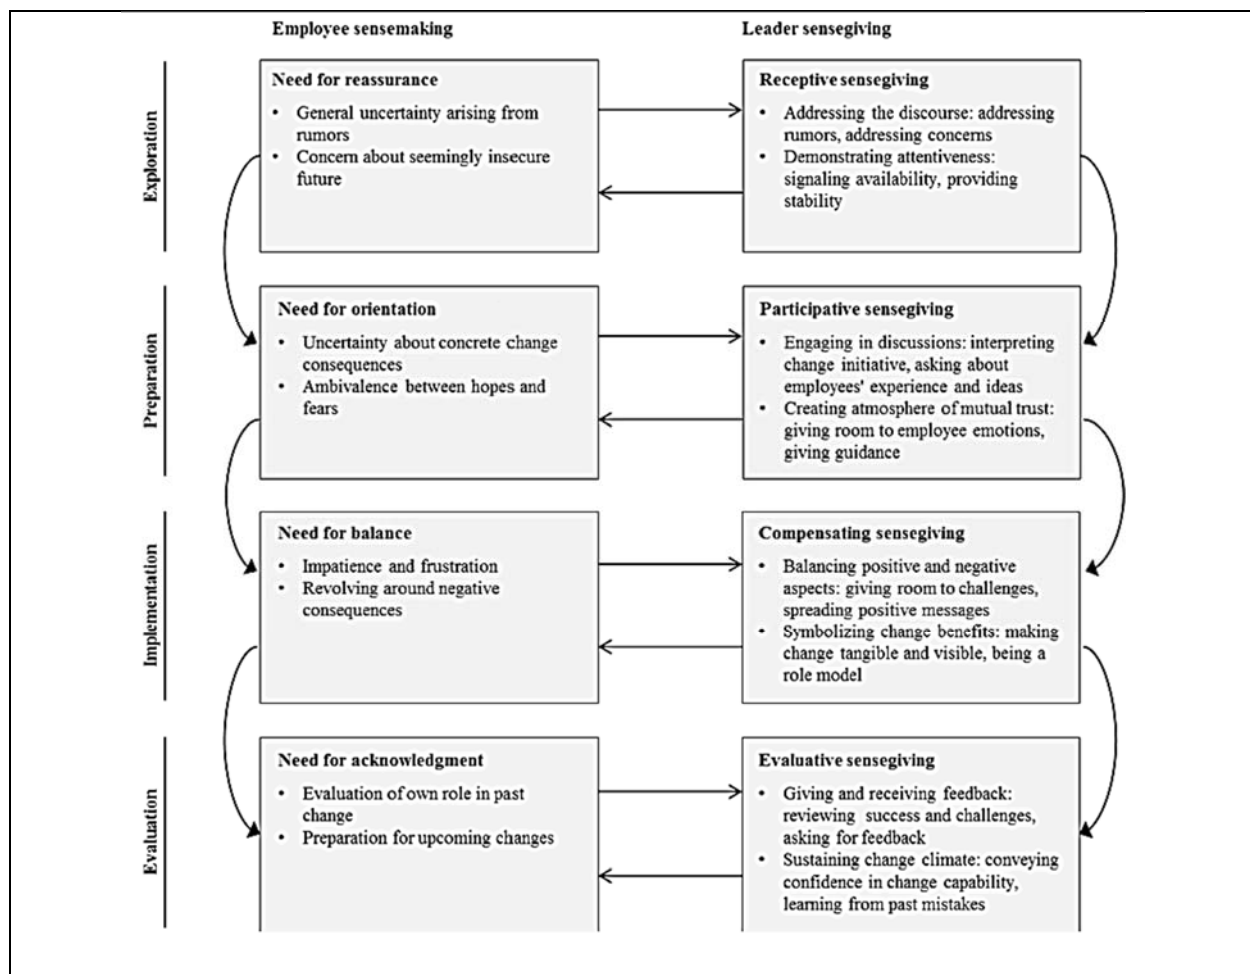 Employee sensemaking
Leader sensegiving
Exploration
Need for reassurance
• General uncertainty arising from
rumors
• Concern about seemingly insecure
future
Receptive sensegiving
• Addressing the discourse: addressing
rumors, addressing concerns
• Demonstrating attentiveness:
signaling availability, providing
stability
Preparation
Need for orientation
• Uncertainty about concrete change
consequences
• Ambivalence between hopes and
fears
Participative sensegiving
• Engaging in discussions: interpreting
change initiative, asking about
employees' experience and ideas
• Creating atmosphere of mutual trust:
giving room to employee emotions,
giving guidance
Implementation
Need for balance
• Impatience and frustration
• Revolving around negative
consequences
Compensating sensegiving
• Balancing positive and negative
aspects: giving room to challenges,
spreading positive messages
• Symbolizing change benefits: making
change tangible and visible, being a
role model
Evaluation
Need for acknowledgment
• Evaluation of own role in past
change
• Preparation for upcoming changes
Evaluative sensegiving
• Giving and receiving feedback:
reviewing success and challenges,
asking for feedback
• Sustaining change climate: conveying
confidence in change capability,
learning from past mistakes